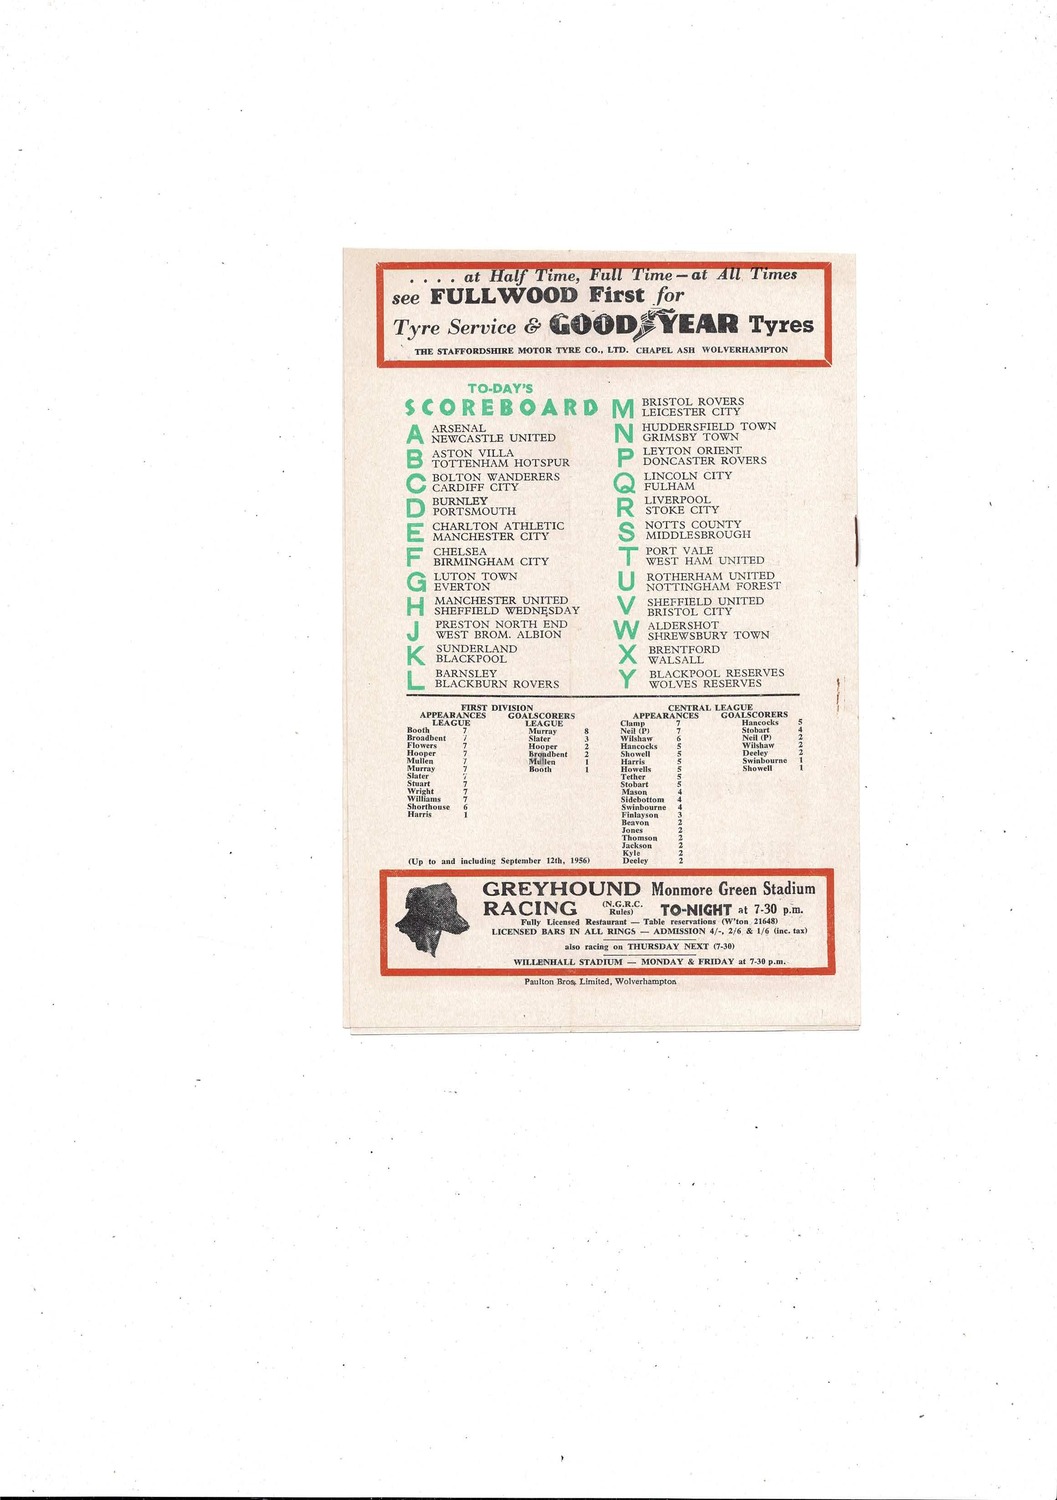 . . . . at Half Time, Full Time — at All Times
see FULLWOOD First for
Tyre Service & GOODYEAR Tyres
THE STAFFORDSHIRE MOTOR TYRE CO., LTD. CHAPEL ASH WOLVERHAMPTON
TO-DAY'S
SCOREBOARD
A ARSENAL
NEWCASTLE UNITED
B ASTON VILLA
TOTTENHAM HOTSPUR
C BOLTON WANDERERS
CARDIFF CITY
D BURNLEY
PORTSMOUTH
E CHARLTON ATHLETIC
MANCHESTER CITY
F CHELSEA
BIRMINGHAM CITY
G LUTON TOWN
EVERTON
H MANCHESTER UNITED
SHEFFIELD WEDNESDAY
J PRESTON NORTH END
WEST BROM. ALBION
K SUNDERLAND
BLACKPOOL
L BARNSLEY
BLACKBURN ROVERS
M BRISTOL ROVERS
LEICESTER CITY
N HUDDERSFIELD TOWN
GRIMSBY TOWN
P LEYTON ORIENT
DONCASTER ROVERS
Q LINCOLN CITY
FULHAM
R LIVERPOOL
STOKE CITY
S NOTTS COUNTY
MIDDLESBROUGH
T PORT VALE
WEST HAM UNITED
U ROTHERHAM UNITED
NOTTINGHAM FOREST
V SHEFFIELD UNITED
BRISTOL CITY
W ALDERSHOT
SHREWSBURY TOWN
X BRENTFORD
WALSALL
Y BLACKPOOL RESERVES
WOLVES RESERVES
FIRST DIVISION
APPEARANCES
LEAGUE
Booth 7
Broadbent 7
Flowers 7
Hooper 7
Mullen 7
Murray 7
Slater 7
Stuart 7
Wright 7
Williams 7
Shorthouse 6
Harris 1
GOALSCORERS
LEAGUE
Murray 8
Slater 3
Hooper 2
Broadbent 2
Mullen 1
Booth 1
(Up to and including September 12th, 1956)
CENTRAL LEAGUE
APPEARANCES
Clamp 7
Neil (P) 7
Wilshaw 6
Hancocks 5
Showell 5
Harris 5
Howells 5
Tether 5
Stobart 5
Mason 4
Sidebottom 4
Swinbourne 4
Finlayson 3
Beavon 2
Jones 2
Thomson 2
Jackson 2
Kyle 2
Deeley 2
GOALSCORERS
Hancocks 5
Stobart 4
Neil (P) 2
Wilshaw 2
Deeley 2
Swinbourne 1
Showell 1
GREYHOUND Monmore Green Stadium
RACING (N.G.R.C. Rules) TO-NIGHT at 7-30 p.m.
Fully Licensed Restaurant — Table reservations (W'ton 21648)
LICENSED BARS IN ALL RINGS — ADMISSION 4/-, 2/6 & 1/6 (inc. tax)
also racing on THURSDAY NEXT (7-30)
WILLENHALL STADIUM — MONDAY & FRIDAY at 7-30 p.m.
Paulton Bros. Limited, Wolverhampton